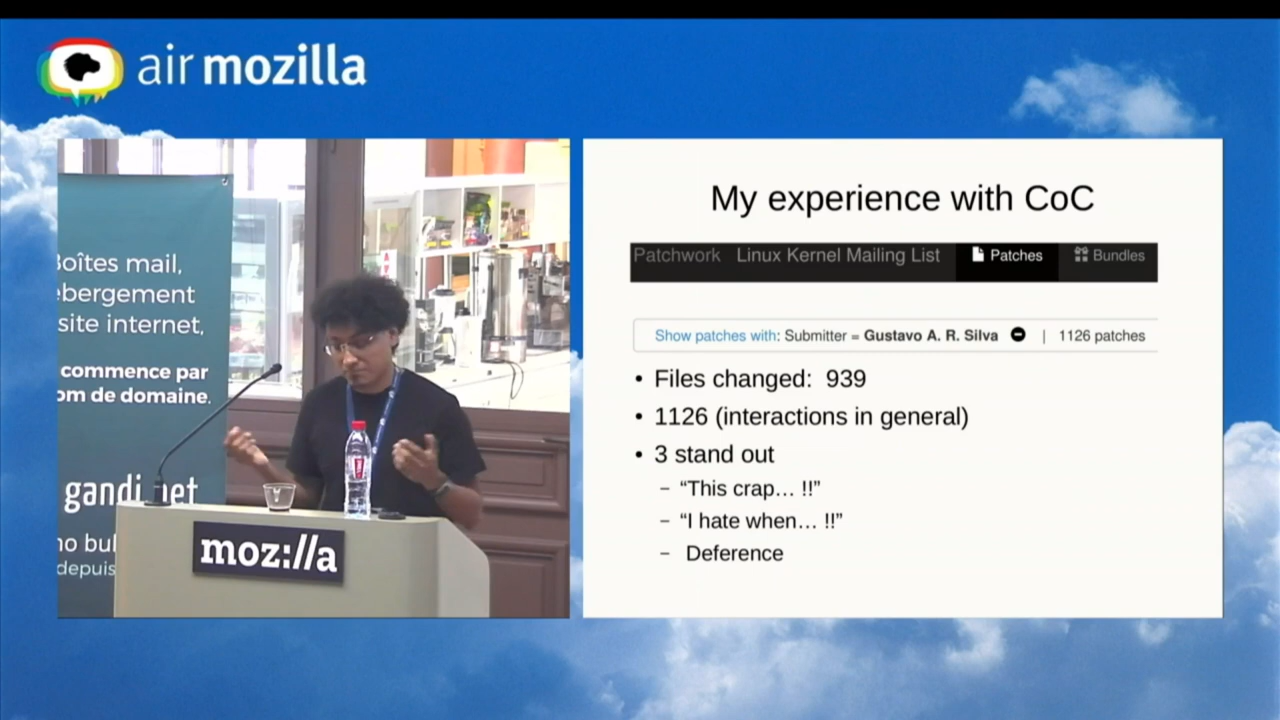 air mozilla
Boîtes mail,
ébergement
site internet,
commence par
om de domaine.
gandi.net
no bul
depuis
moz://a
My experience with CoC
Patchwork Linux Kernel Mailing List Patches Bundles
Show patches with: Submitter = Gustavo A. R. Silva | 1126 patches
• Files changed: 939
• 1126 (interactions in general)
• 3 stand out
– “This crap… !!”
– “I hate when… !!”
– Deference